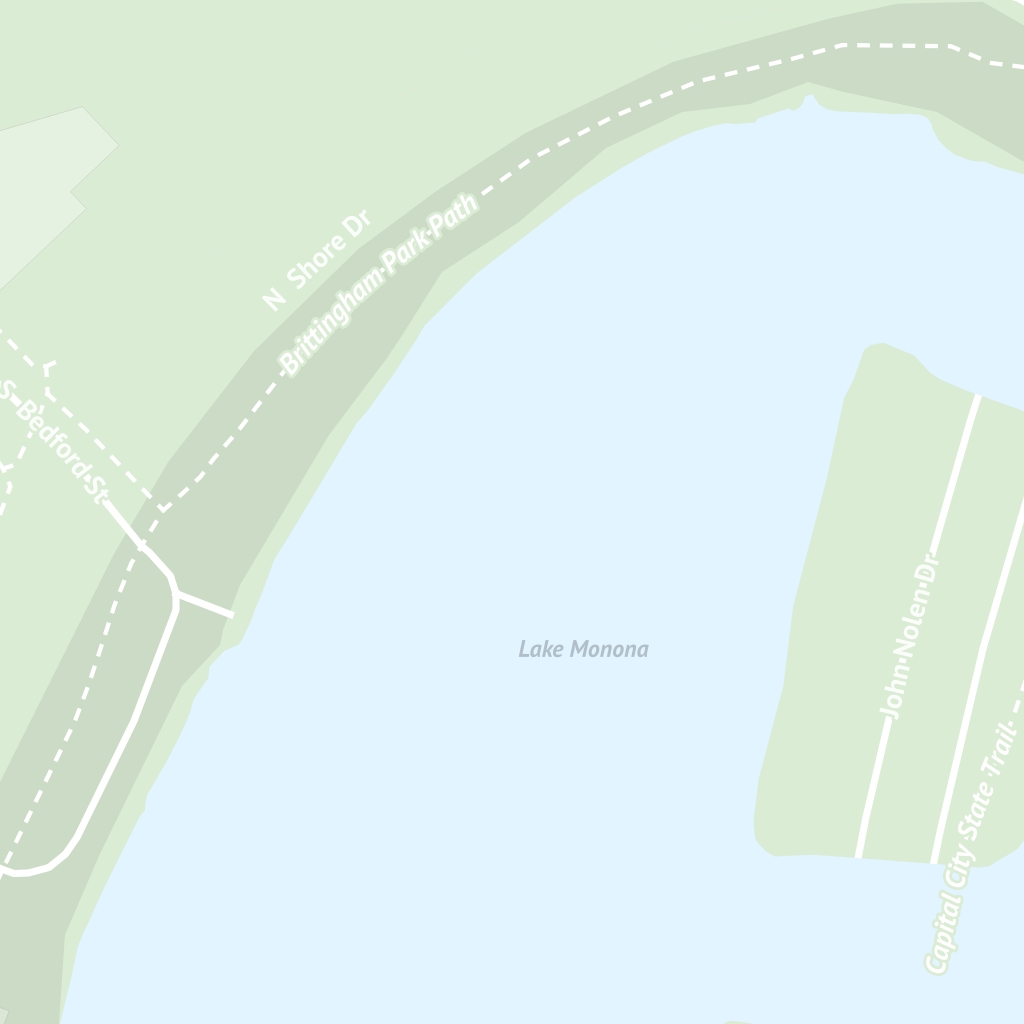 N Shore Dr
Brittingham Park Path
S Bedford St
Lake Monona
John Nolen Dr
Capital City State Trail